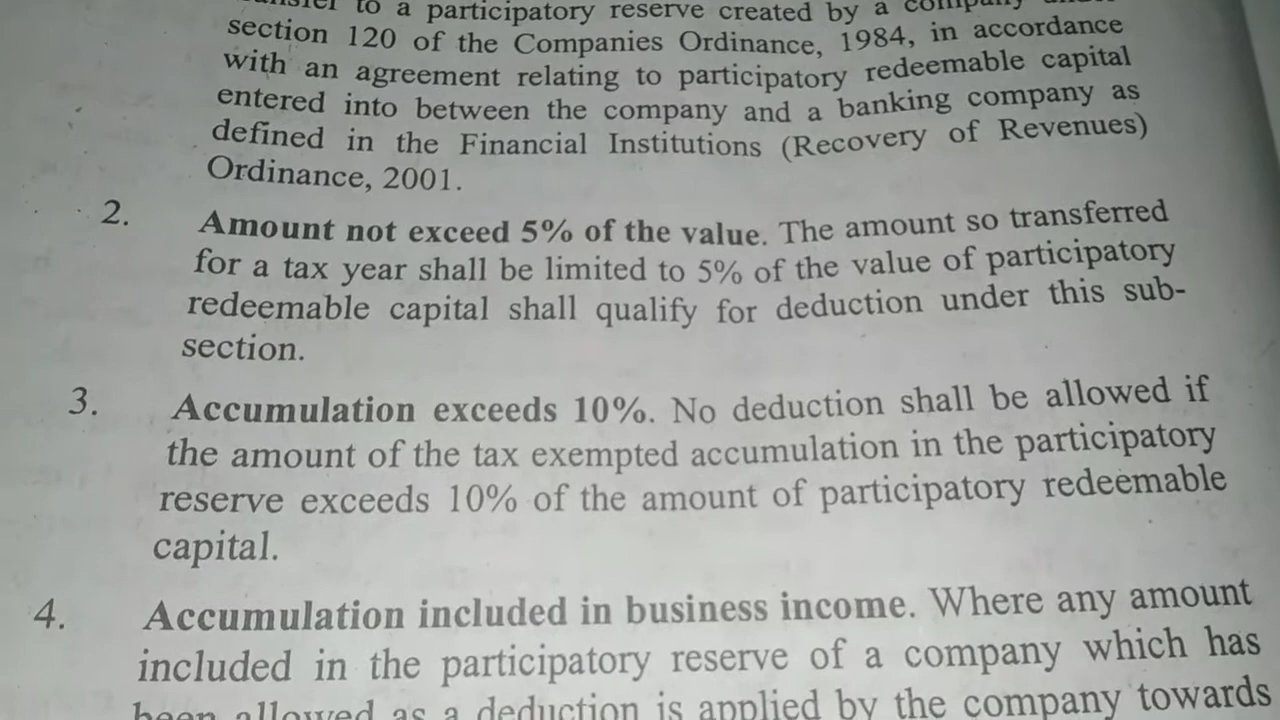 to a participatory reserve created by a
section 120 of the Companies Ordinance, 1984, in accordance
with an agreement relating to participatory redeemable capital
entered into between the company and a banking company as
defined in the Financial Institutions (Recovery of Revenues)
Ordinance, 2001.
2. Amount not exceed 5% of the value. The amount so transferred
for a tax year shall be limited to 5% of the value of participatory
redeemable capital shall qualify for deduction under this sub-
section.
3. Accumulation exceeds 10%. No deduction shall be allowed if
the amount of the tax exempted accumulation in the participatory
reserve exceeds 10% of the amount of participatory redeemable
capital.
4. Accumulation included in business income. Where any amount
included in the participatory reserve of a company which has
been allowed as a deduction is applied by the company towards